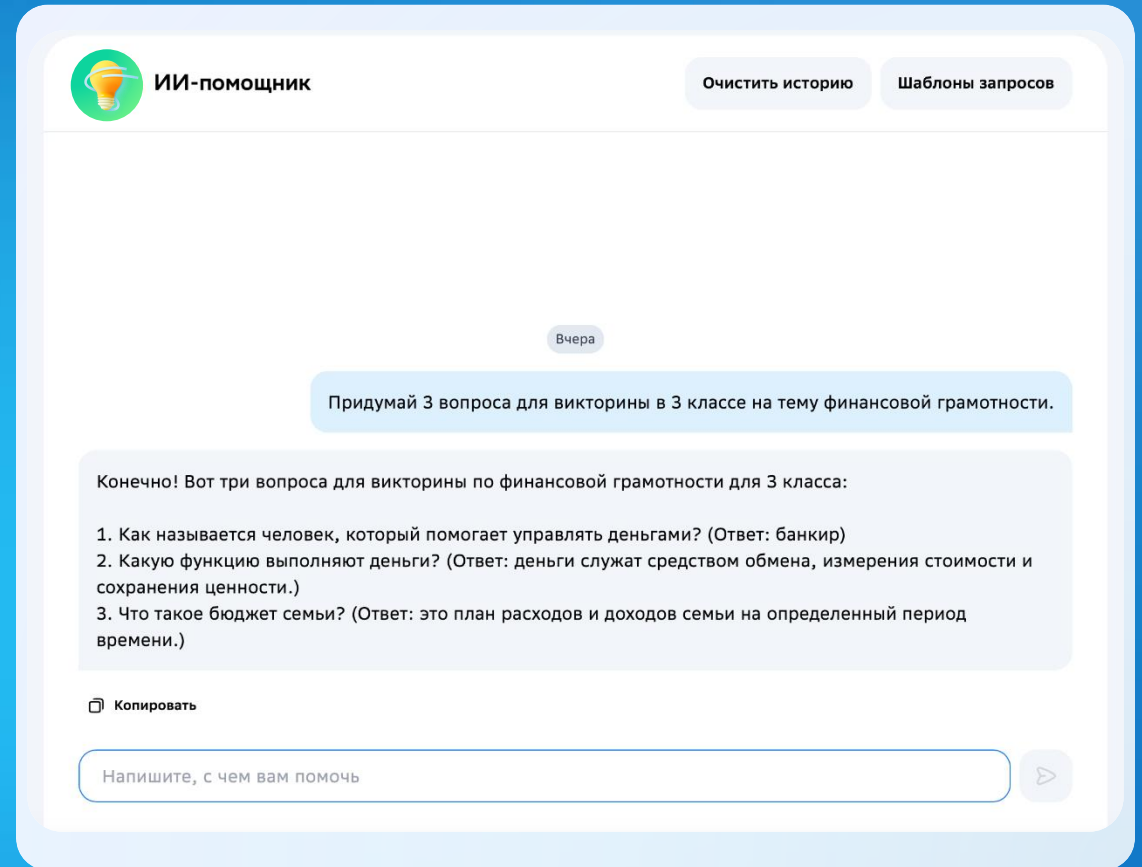 ИИ-помощник
Очистить историю
Шаблоны запросов
Вчера
Придумай 3 вопроса для викторины в 3 классе на тему финансовой грамотности.
Конечно! Вот три вопроса для викторины по финансовой грамотности для 3 класса:
1. Как называется человек, который помогает управлять деньгами? (Ответ: банкир)
2. Какую функцию выполняют деньги? (Ответ: деньги служат средством обмена, измерения стоимости и
сохранения ценности.)
3. Что такое бюджет семьи? (Ответ: это план расходов и доходов семьи на определенный период
времени.)
Копировать
Напишите, с чем вам помочь